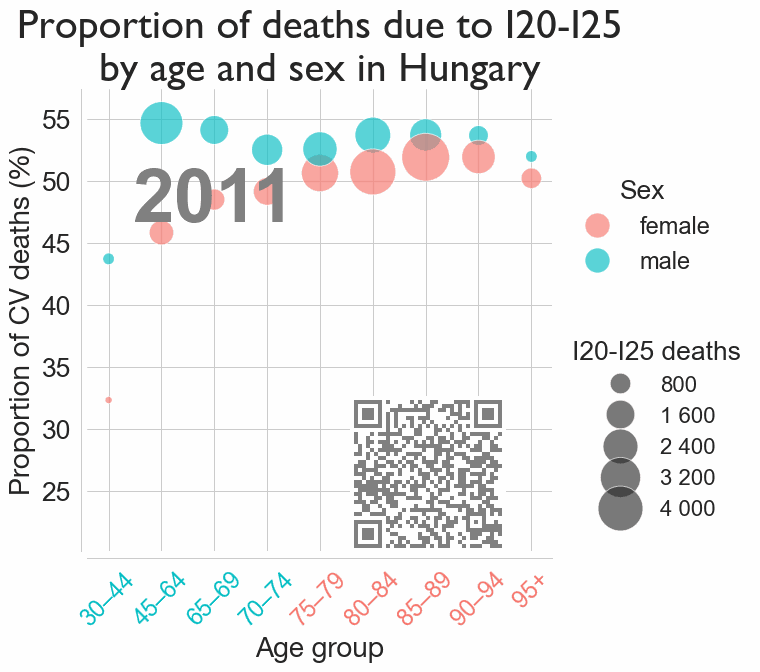 Proportion of deaths due to I20-I25
by age and sex in Hungary
Proportion of CV deaths (%)
55
50
45
40
35
30
25
2011
30–44
45–64
65–69
70–74
75–79
80–84
85–89
90–94
95+
Age group
Sex
female
male
I20-I25 deaths
800
1 600
2 400
3 200
4 000